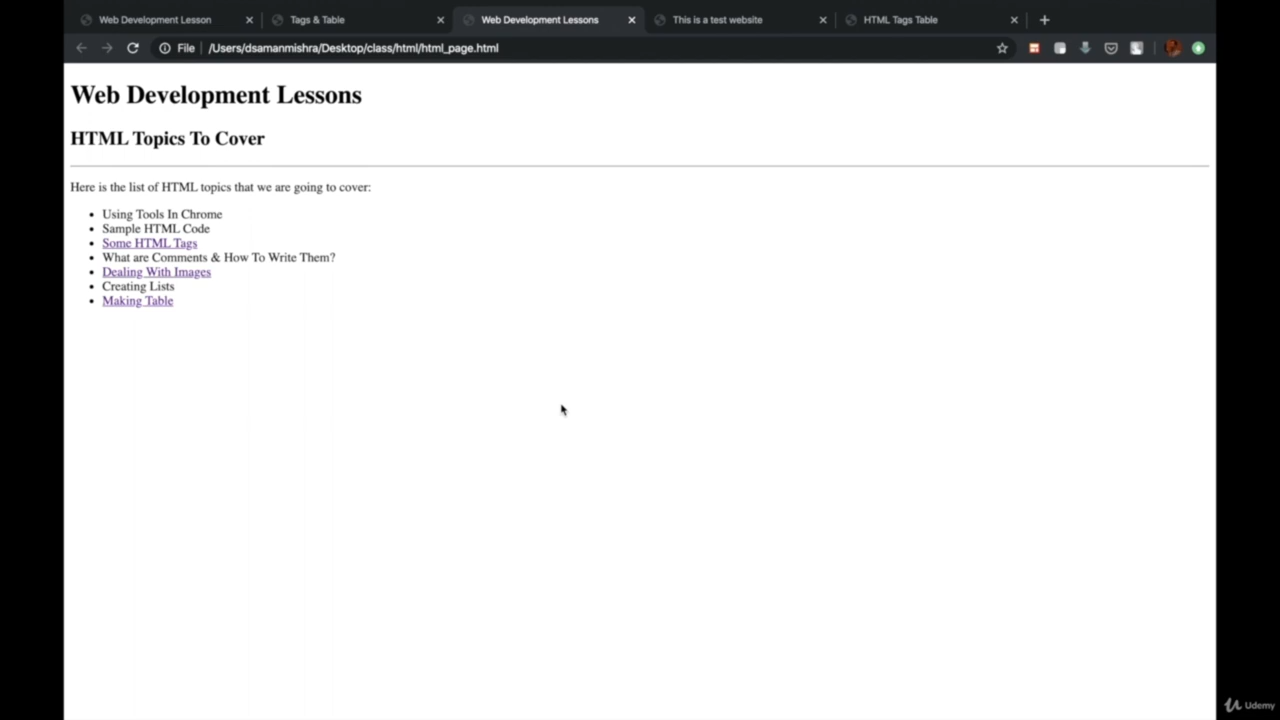 Web Development Lesson
Tags & Table
Web Development Lessons
This is a test website
HTML Tags Table
File
/Users/dsamanmishra/Desktop/class/html/html_page.html
Web Development Lessons
HTML Topics To Cover
Here is the list of HTML topics that we are going to cover:
Using Tools In Chrome
Sample HTML Code
Some HTML Tags
What are Comments & How To Write Them?
Dealing With Images
Creating Lists
Making Table
Udemy